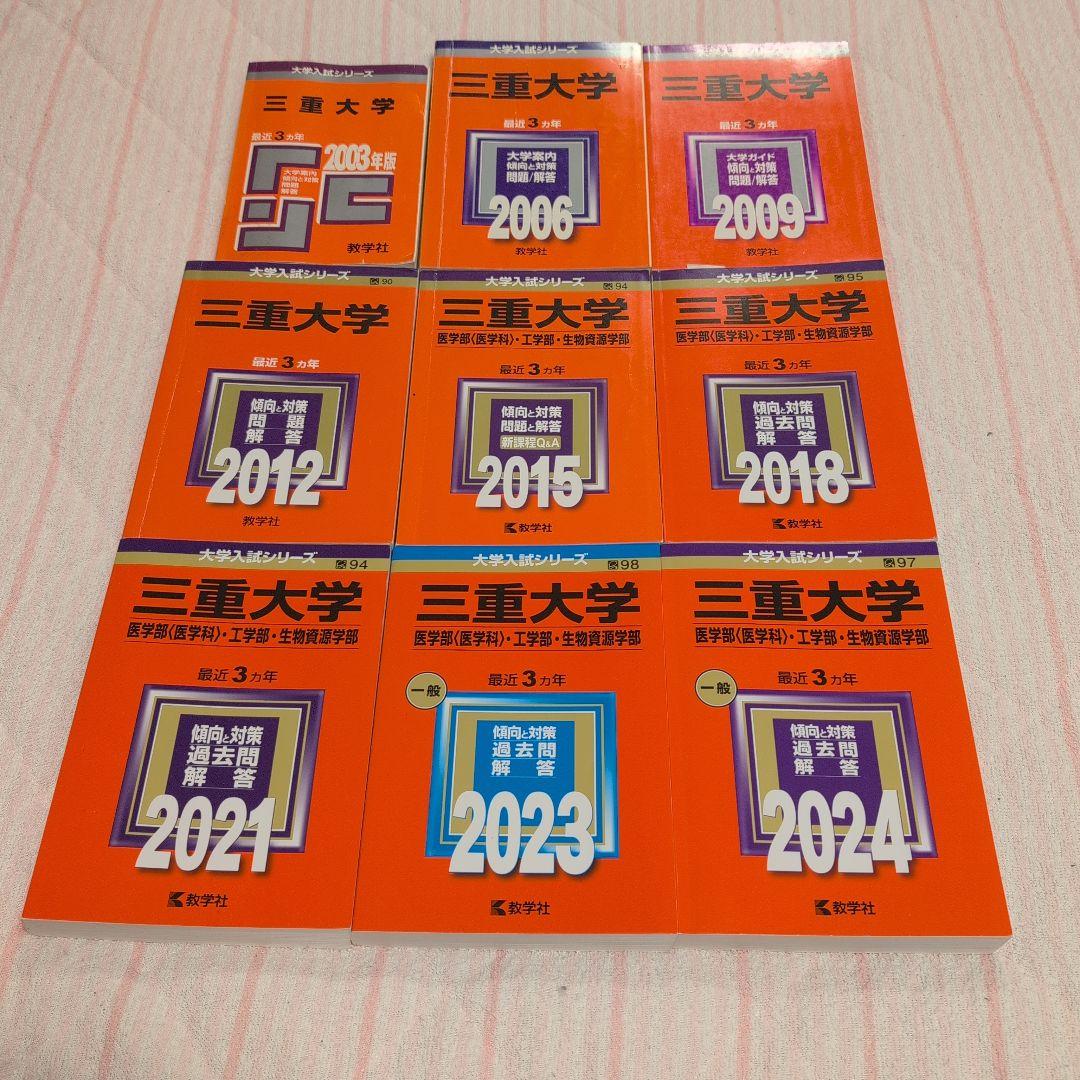 大学入試シリーズ
三重大学
最近3ヵ年
2003年版
大学案内
傾向と対策
問題
解答
教学社
大学入試シリーズ
三重大学
最近3ヵ年
大学案内
傾向と対策
問題/解答
2006
教学社
三重大学
最近3ヵ年
大学ガイド
傾向と対策
問題/解答
2009
教学社
大学入試シリーズ
90
三重大学
最近3ヵ年
傾向と対策
問題
解答
2012
教学社
大学入試シリーズ
94
三重大学
医学部〈医学科〉・工学部・生物資源学部
最近3ヵ年
傾向と対策
問題と解答
新課程Q&A
2015
教学社
大学入試シリーズ
95
三重大学
医学部〈医学科〉・工学部・生物資源学部
最近3ヵ年
傾向と対策
過去問
解答
2018
教学社
大学入試シリーズ
94
三重大学
医学部〈医学科〉・工学部・生物資源学部
最近3ヵ年
傾向と対策
過去問
解答
2021
教学社
大学入試シリーズ
98
三重大学
医学部〈医学科〉・工学部・生物資源学部
最近3ヵ年
一般
傾向と対策
過去問
解答
2023
教学社
大学入試シリーズ
97
三重大学
医学部〈医学科〉・工学部・生物資源学部
最近3ヵ年
一般
傾向と対策
過去問
解答
2024
教学社